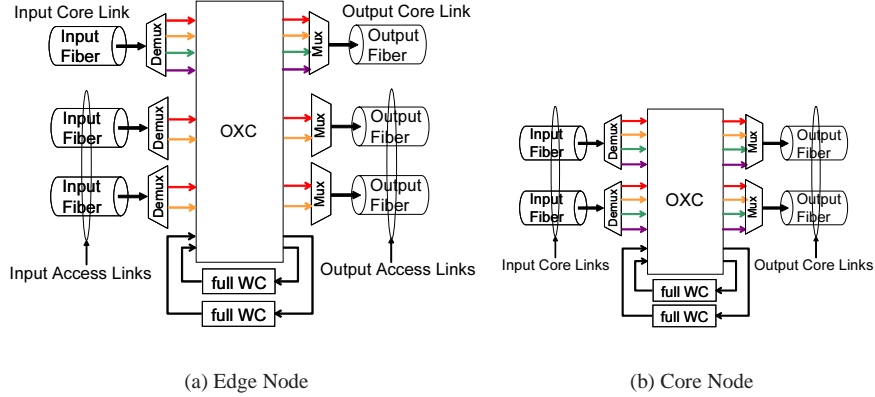 Input Core Link
Output Core Link
Input
Fiber
Demux
OXC
Mux
Output
Fiber
Input
Fiber
Demux
Mux
Output
Fiber
Input
Fiber
Demux
Mux
Output
Fiber
Input Access Links
Output Access Links
full WC
full WC
(a) Edge Node
Input
Fiber
Demux
OXC
Mux
Output
Fiber
Input
Fiber
Demux
Mux
Output
Fiber
Input Core Links
Output Core Links
full WC
full WC
(b) Core Node